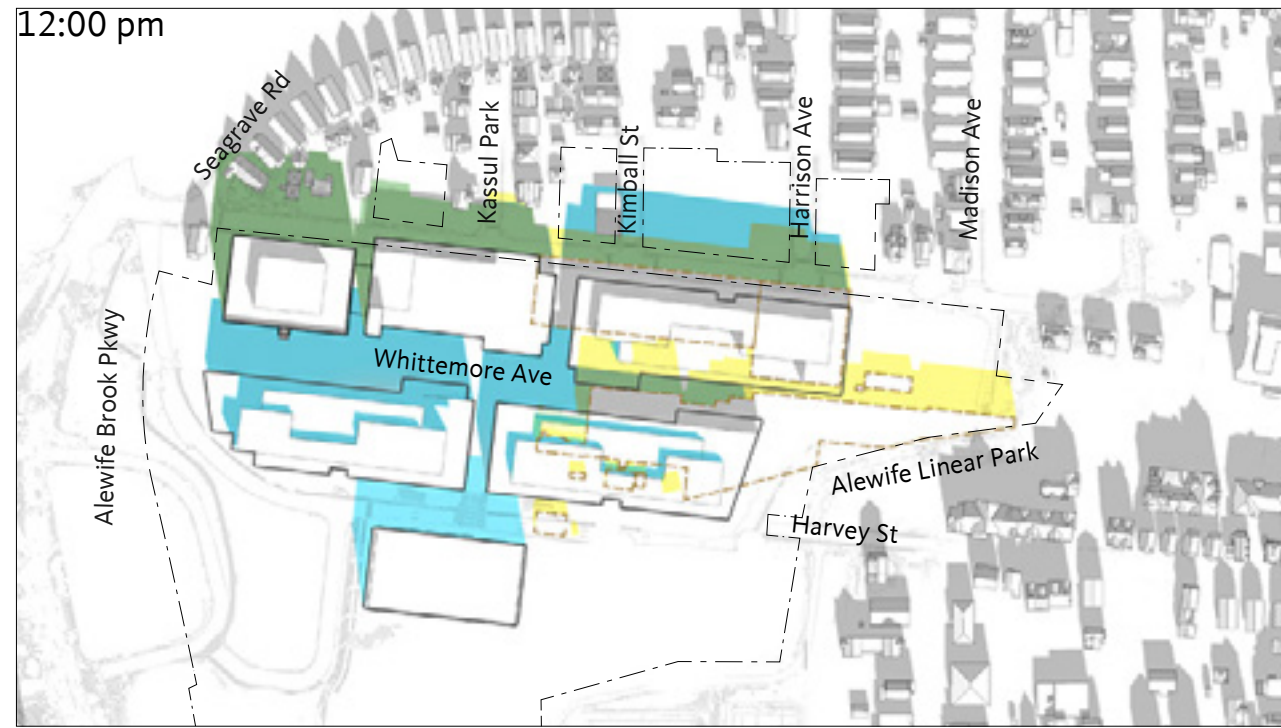 12:00 pm
Seagrave Rd
Kassul Park
Kimball St
Harrison Ave
Madison Ave
Alewife Brook Pkwy
Whittemore Ave
Alewife Linear Park
Harvey St